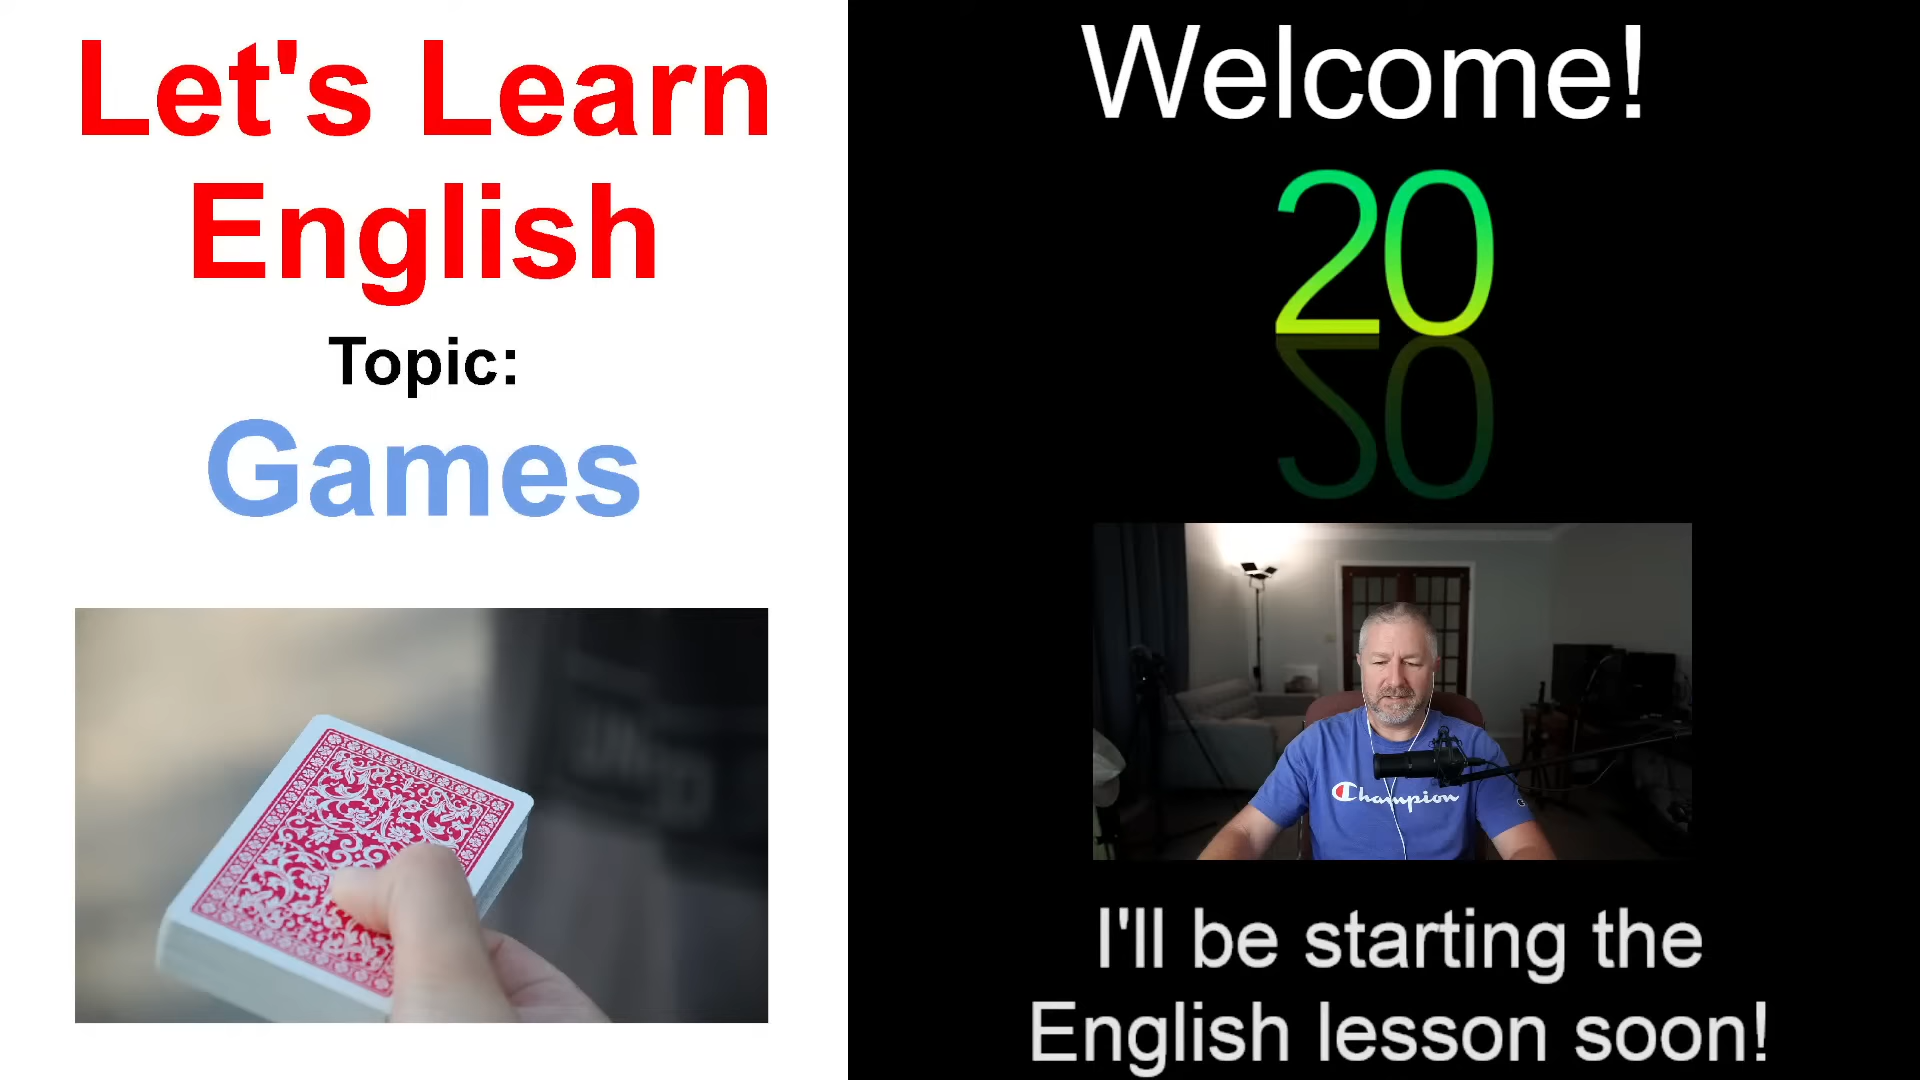 Let's Learn
English
Topic:
Games
Welcome!
20
Champion
I'll be starting the
English lesson soon!